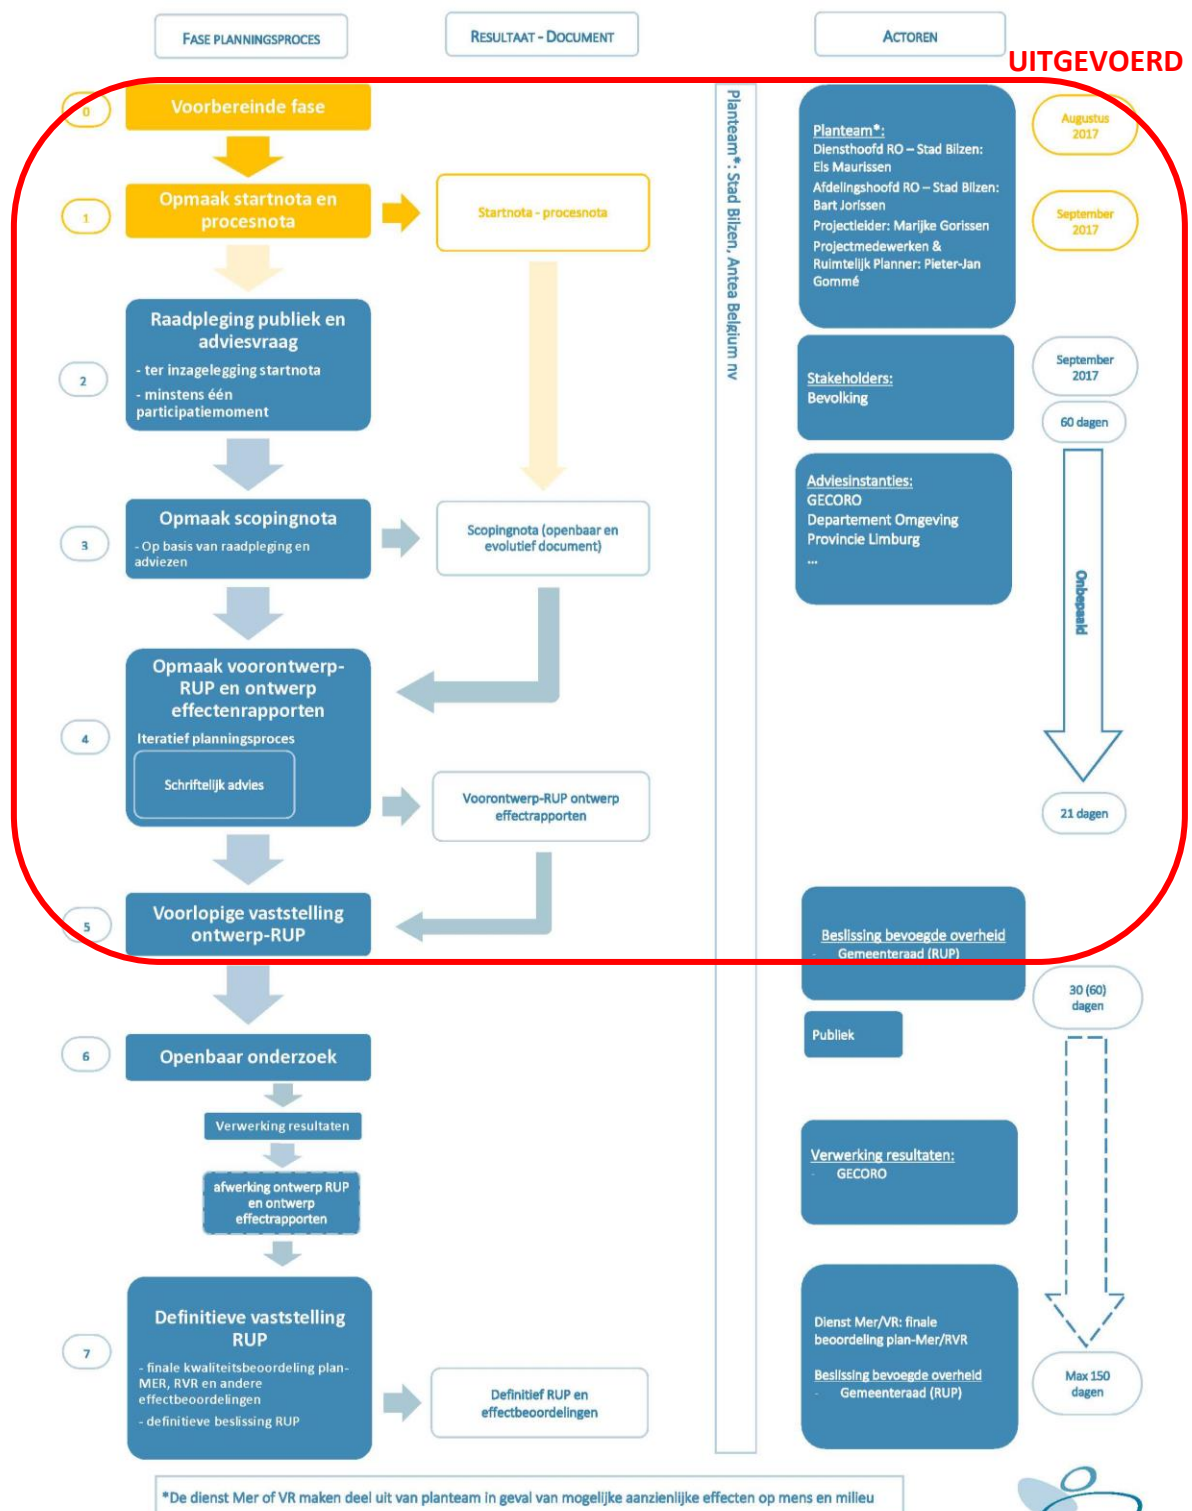 FASE PLANNINGSPROCES
RESULTAAT - DOCUMENT
ACTOREN
UITGEVOERD
0
Voorbereinde fase
1
Opmaak startnota en
procesnota
Startnota - procesnota
2
Raadpleging publiek en
adviesvraag
- ter inzagelegging startnota
- minstens één
participatiemoment
3
Opmaak scopingnota
- Op basis van raadpleging en
adviezen
Scopingnota (openbaar en
evolutief document)
4
Opmaak voorontwerp-
RUP en ontwerp
effectenrapporten
Iteratief planningsproces
Schriftelijk advies
Voorontwerp-RUP ontwerp
effectrapporten
5
Voorlopige vaststelling
ontwerp-RUP
6
Openbaar onderzoek
Verwerking resultaten
afwerking ontwerp RUP
en ontwerp
effectrapporten
7
Definitieve vaststelling
RUP
- finale kwaliteitsbeoordeling plan-
MER, RVR en andere
effectbeoordelingen
- definitieve beslissing RUP
Definitief RUP en
effectbeoordelingen
Planteam*: Stad Bilzen, Antea Belgium nv
Planteam*:
Diensthoofd RO – Stad Bilzen:
Els Maurissen
Afdelingshoofd RO – Stad Bilzen:
Bart Jorissen
Projectleider: Marijke Gorissen
Projectmedewerken &
Ruimtelijk Planner: Pieter-Jan
Gommé
Augustus
2017
September
2017
Stakeholders:
Bevolking
September
2017
60 dagen
Adviesinstanties:
GECORO
Departement Omgeving
Provincie Limburg
...
Onbepaald
21 dagen
Beslissing bevoegde overheid
- Gemeenteraad (RUP)
30 (60)
dagen
Publiek
Verwerking resultaten:
- GECORO
Dienst Mer/VR: finale
beoordeling plan-Mer/RVR
Beslissing bevoegde overheid
- Gemeenteraad (RUP)
Max 150
dagen
*De dienst Mer of VR maken deel uit van planteam in geval van mogelijke aanzienlijke effecten op mens en milieu